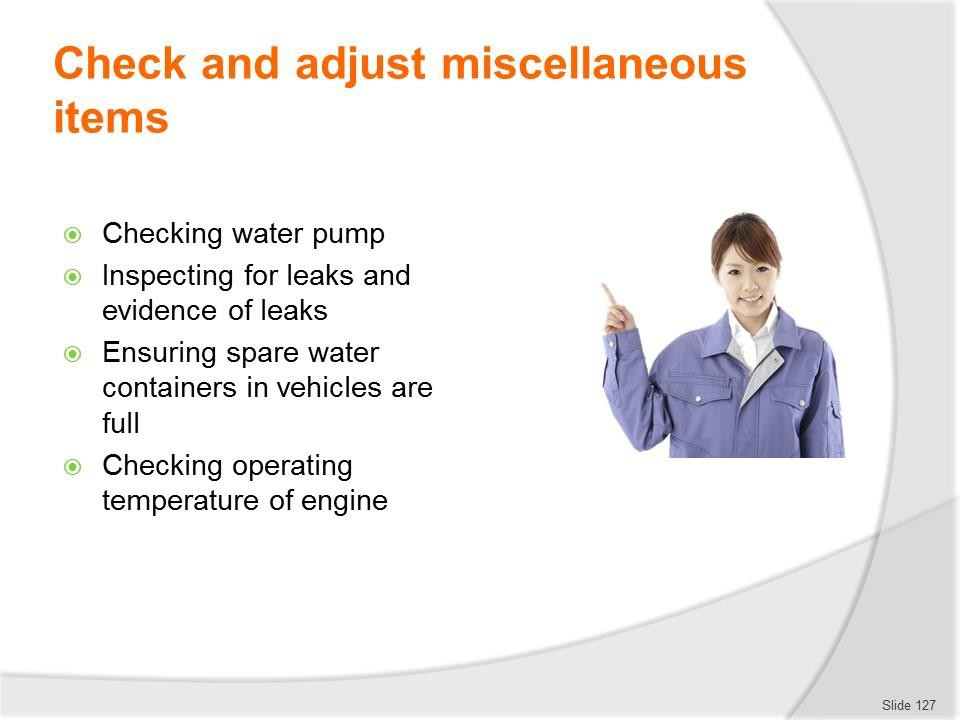 Check and adjust miscellaneous
items
Checking water pump
Inspecting for leaks and
evidence of leaks
Ensuring spare water
containers in vehicles are
full
Checking operating
temperature of engine
Slide 127